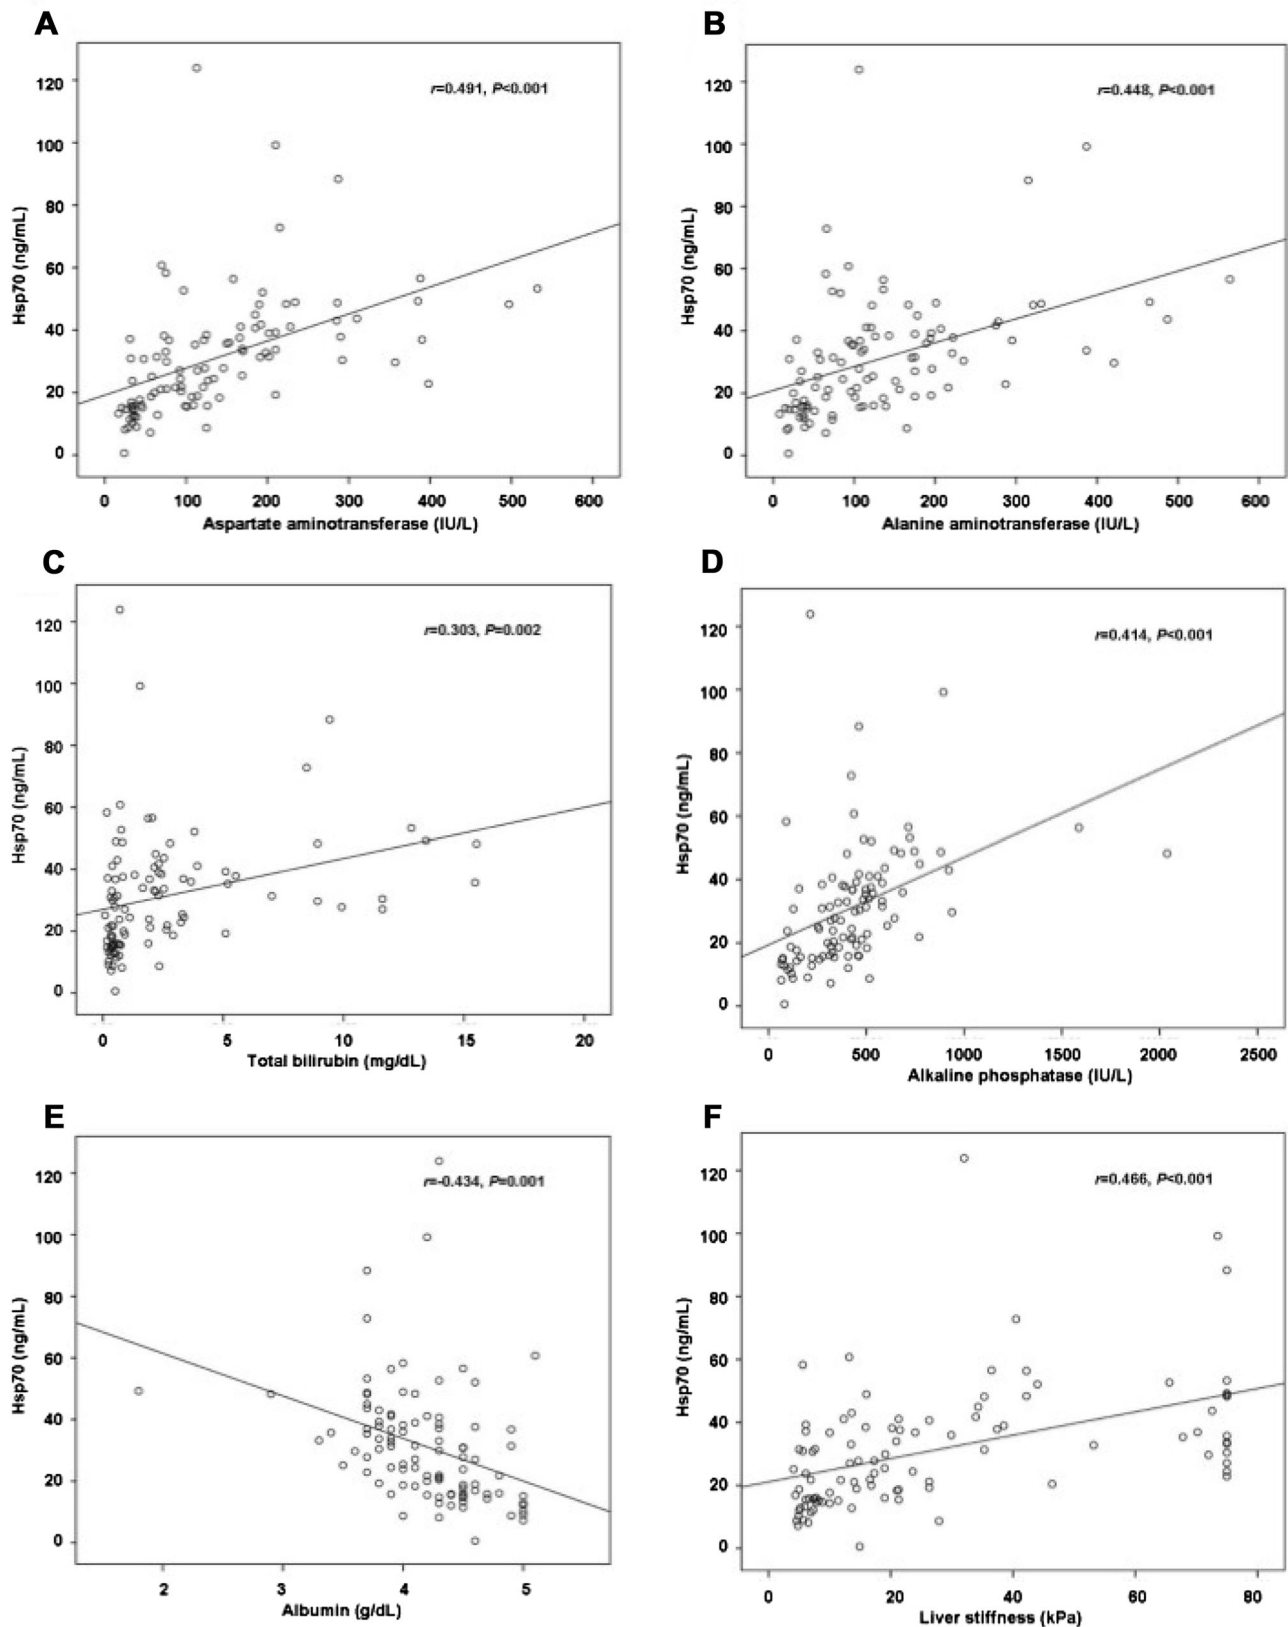 A
r=0.491, P<0.001
Hsp70 (ng/mL)
120
100
80
60
40
20
0
0 100 200 300 400 500 600
Aspartate aminotransferase (IU/L)
B
r=0.448, P<0.001
Hsp70 (ng/mL)
120
100
80
60
40
20
0
0 100 200 300 400 500 600
Alanine aminotransferase (IU/L)
C
r=0.303, P=0.002
Hsp70 (ng/mL)
120
100
80
60
40
20
0
0 5 10 15 20
Total bilirubin (mg/dL)
D
r=0.414, P<0.001
Hsp70 (ng/mL)
120
100
80
60
40
20
0
0 500 1000 1500 2000 2500
Alkaline phosphatase (IU/L)
E
r=-0.434, P=0.001
Hsp70 (ng/mL)
120
100
80
60
40
20
0
2 3 4 5
Albumin (g/dL)
F
r=0.466, P<0.001
Hsp70 (ng/mL)
120
100
80
60
40
20
0
0 20 40 60 80
Liver stiffness (kPa)